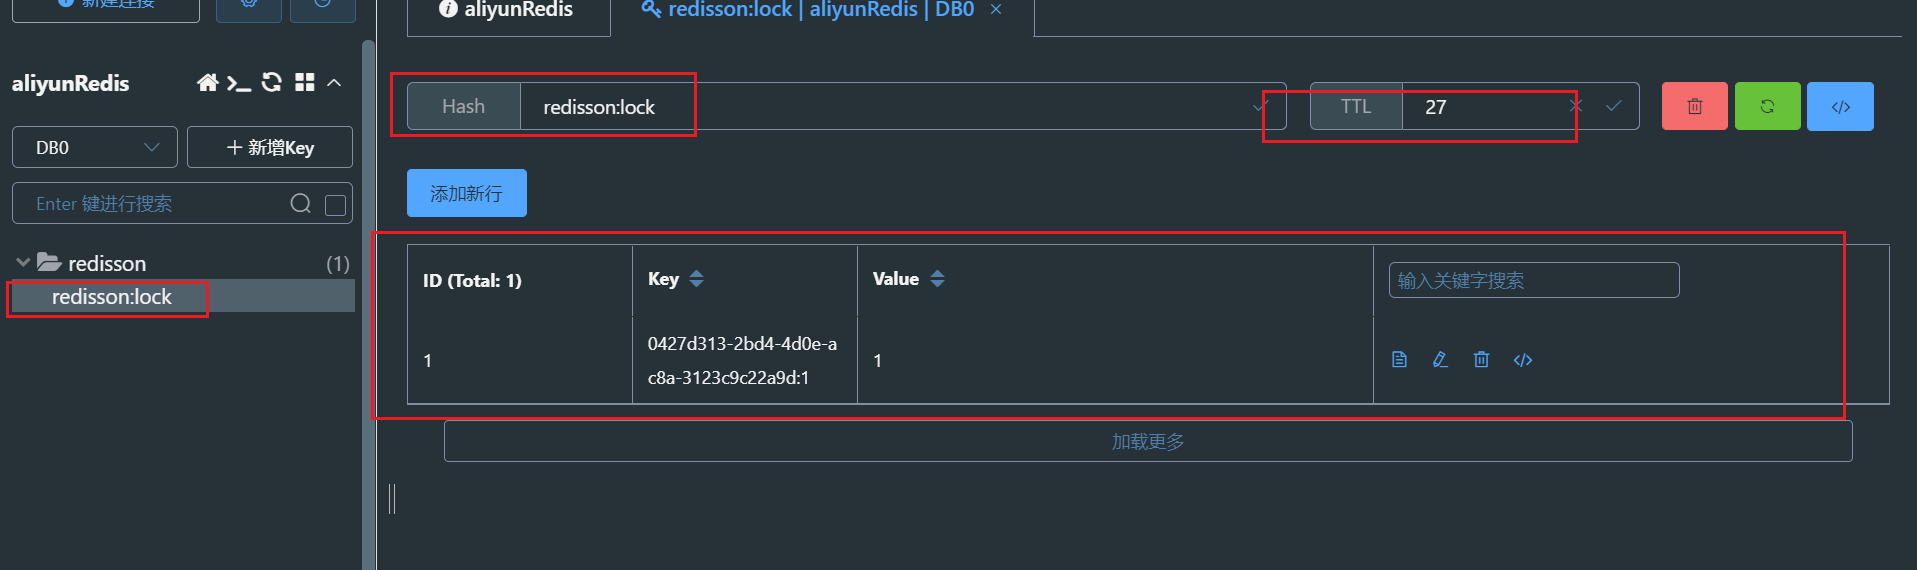 新建连接
aliyunRedis
redisson:lock | aliyunRedis | DB0
aliyunRedis
DB0
新增Key
Enter 键进行搜索
redisson (1)
redisson:lock
Hash redisson:lock
TTL 27
添加新行
ID (Total: 1) Key Value 输入关键字搜索
1 0427d313-2bd4-4d0e-a
c8a-3123c9c22a9d:1 1
加载更多